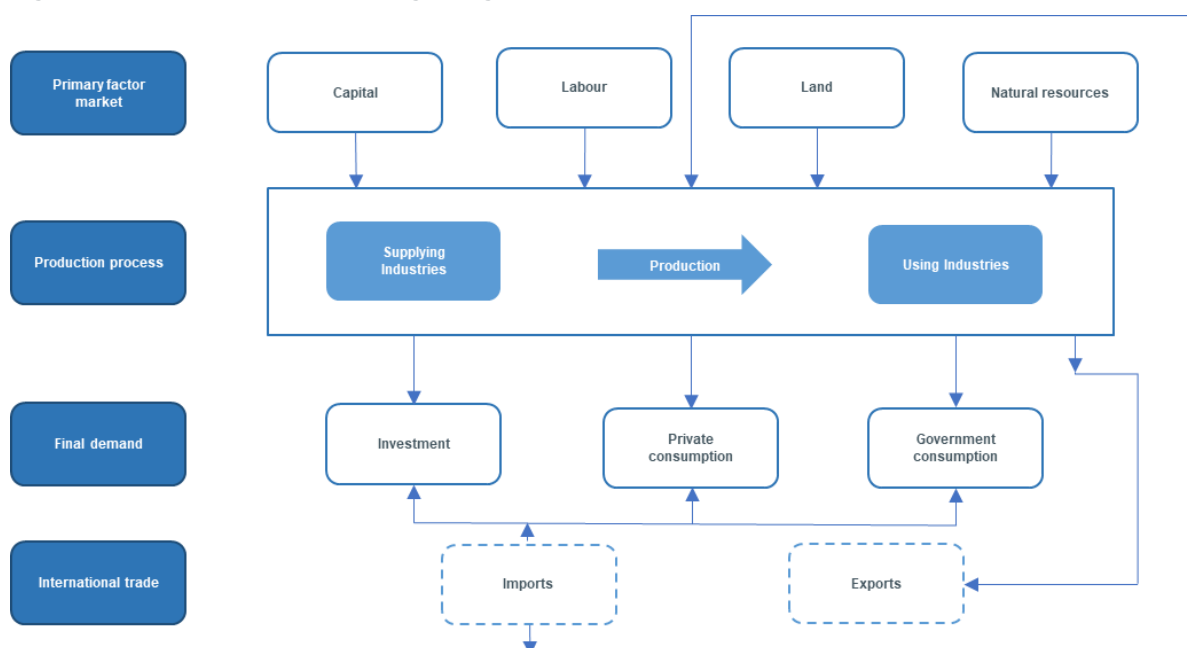 Primary factor
market
Capital
Labour
Land
Natural resources
Production process
Supplying
Industries
Production
Using Industries
Final demand
Investment
Private
consumption
Government
consumption
International trade
Imports
Exports